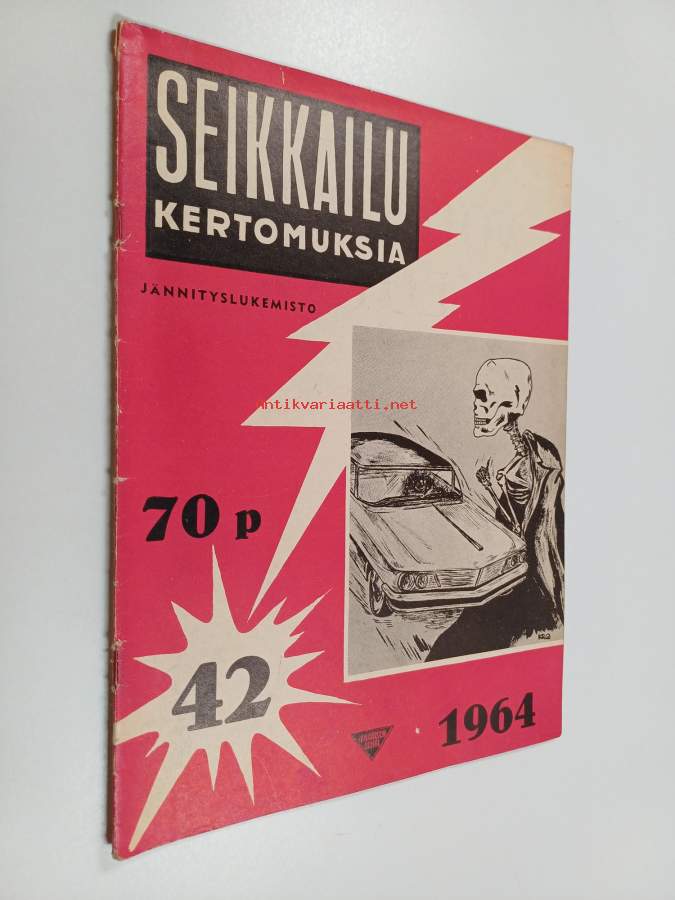 SEIKKAILU
KERTOMUKSIA
JÄNNITYSLUKEMISTO
Antikvariaatti.net
70 p
42
1964